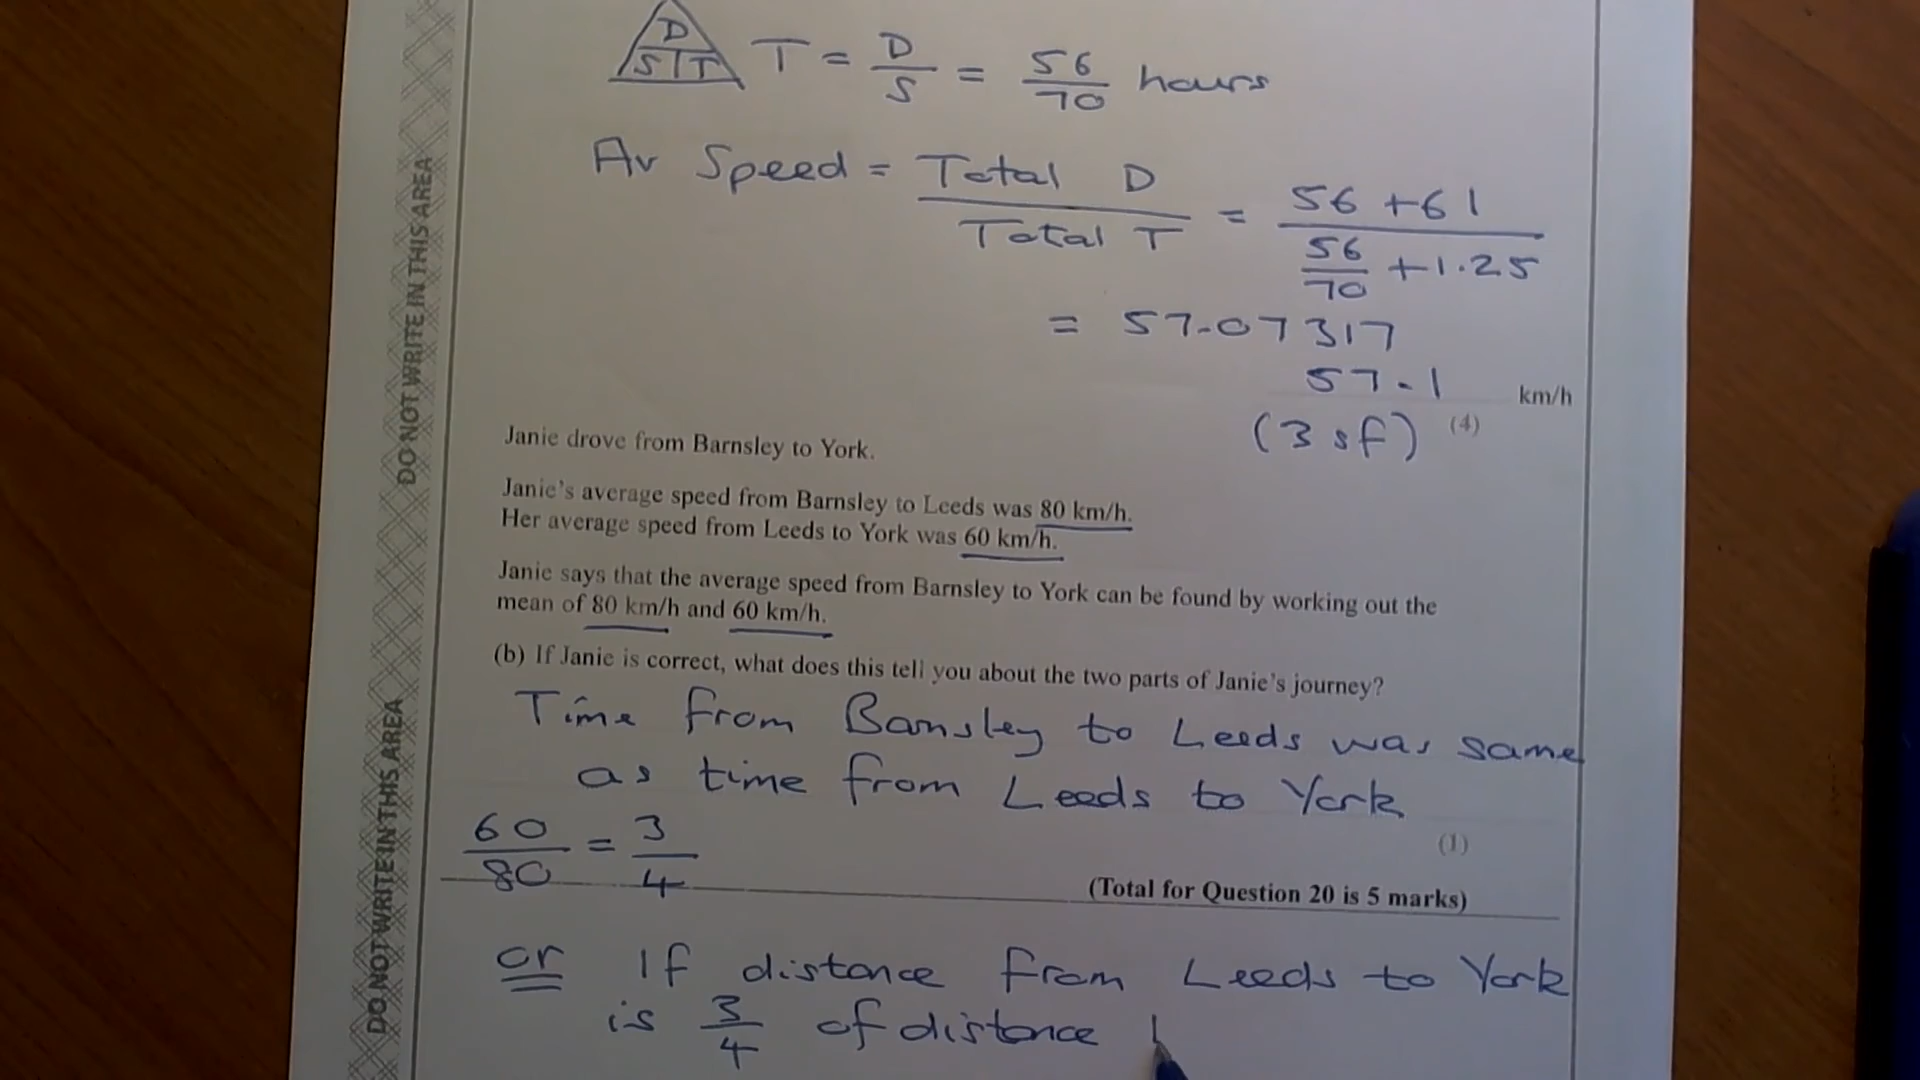 D
S T
T = D/S = 56/70 hours
Av Speed = Total D / Total T = (56 + 61) / (56/70 + 1.25)
= 57.07317
57.1 km/h
(3 sf) (4)
Janie drove from Barnsley to York.
Janie's average speed from Barnsley to Leeds was 80 km/h.
Her average speed from Leeds to York was 60 km/h.
Janie says that the average speed from Barnsley to York can be found by working out the
mean of 80 km/h and 60 km/h.
(b) If Janie is correct, what does this tell you about the two parts of Janie's journey?
Time from Barnsley to Leeds was same
as time from Leeds to York
60/80 = 3/4
(1)
(Total for Question 20 is 5 marks)
or If distance from Leeds to York
is 3/4 of distance
DO NOT WRITE IN THIS AREA
DO NOT WRITE IN THIS AREA